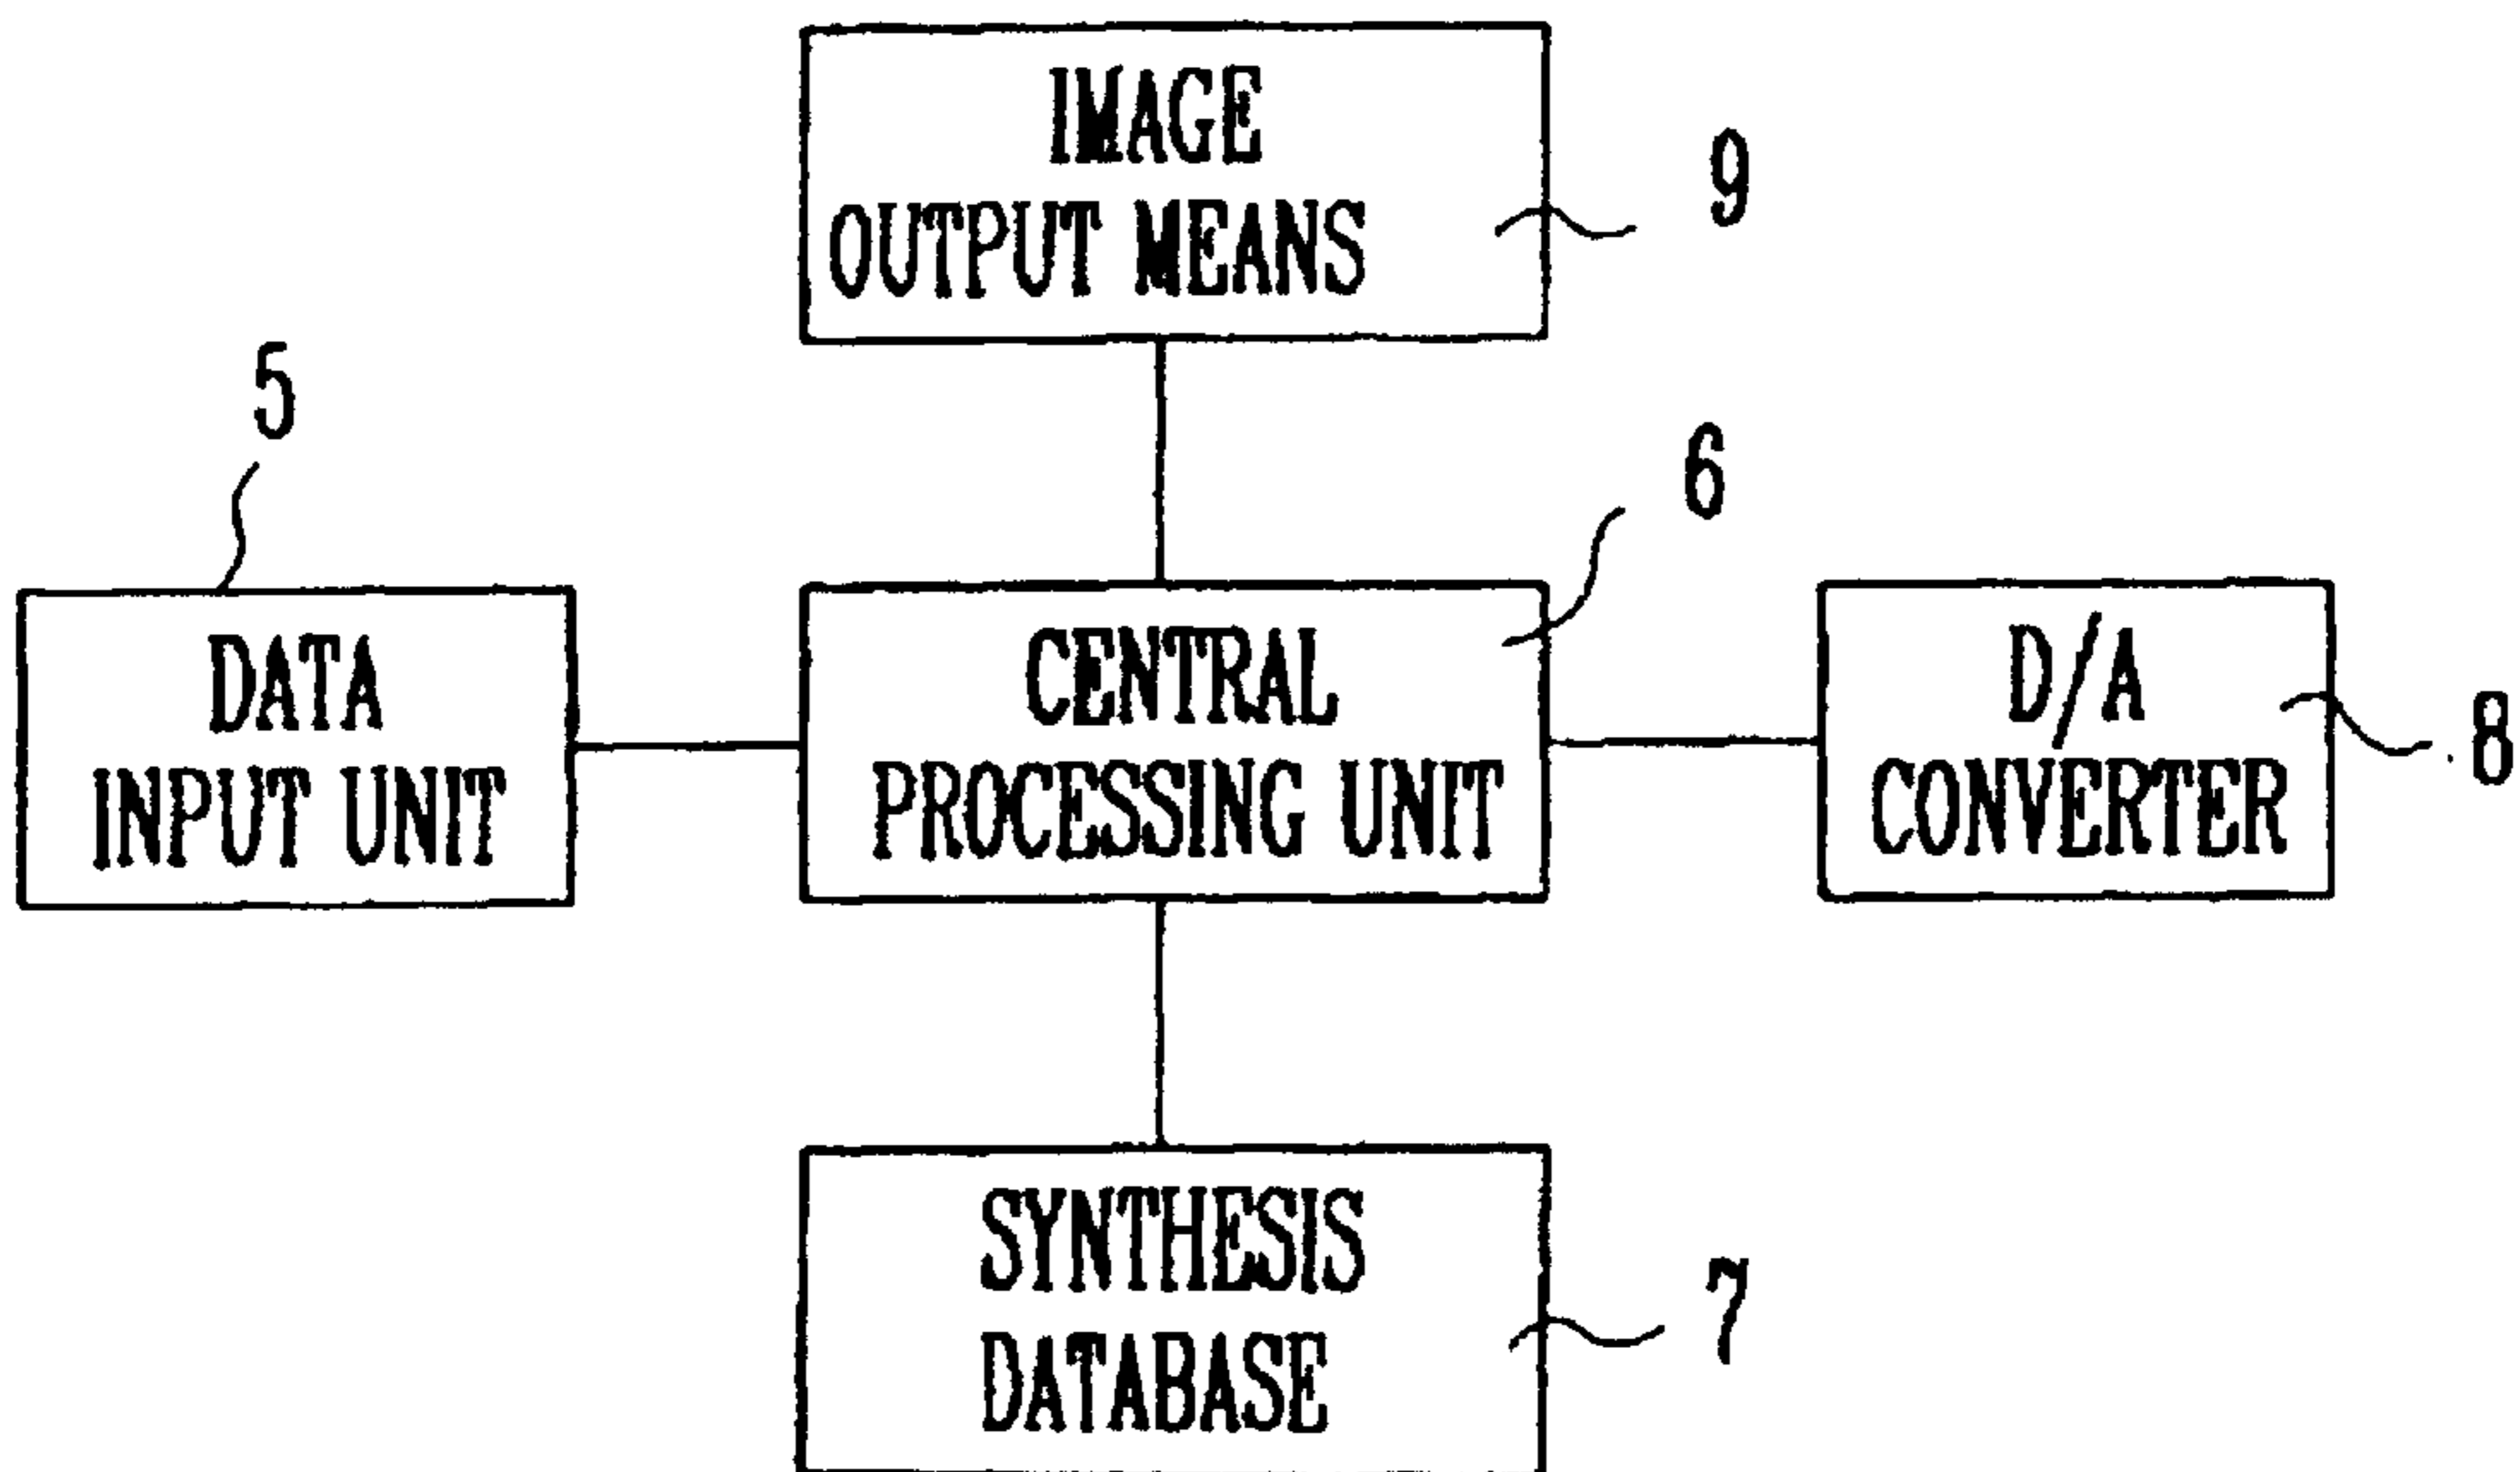 IMAGE
OUTPUT MEANS
9
5
6
DATA
INPUT UNIT
CENTRAL
PROCESSING UNIT
D/A
CONVERTER
8
SYNTHESIS
DATABASE
7